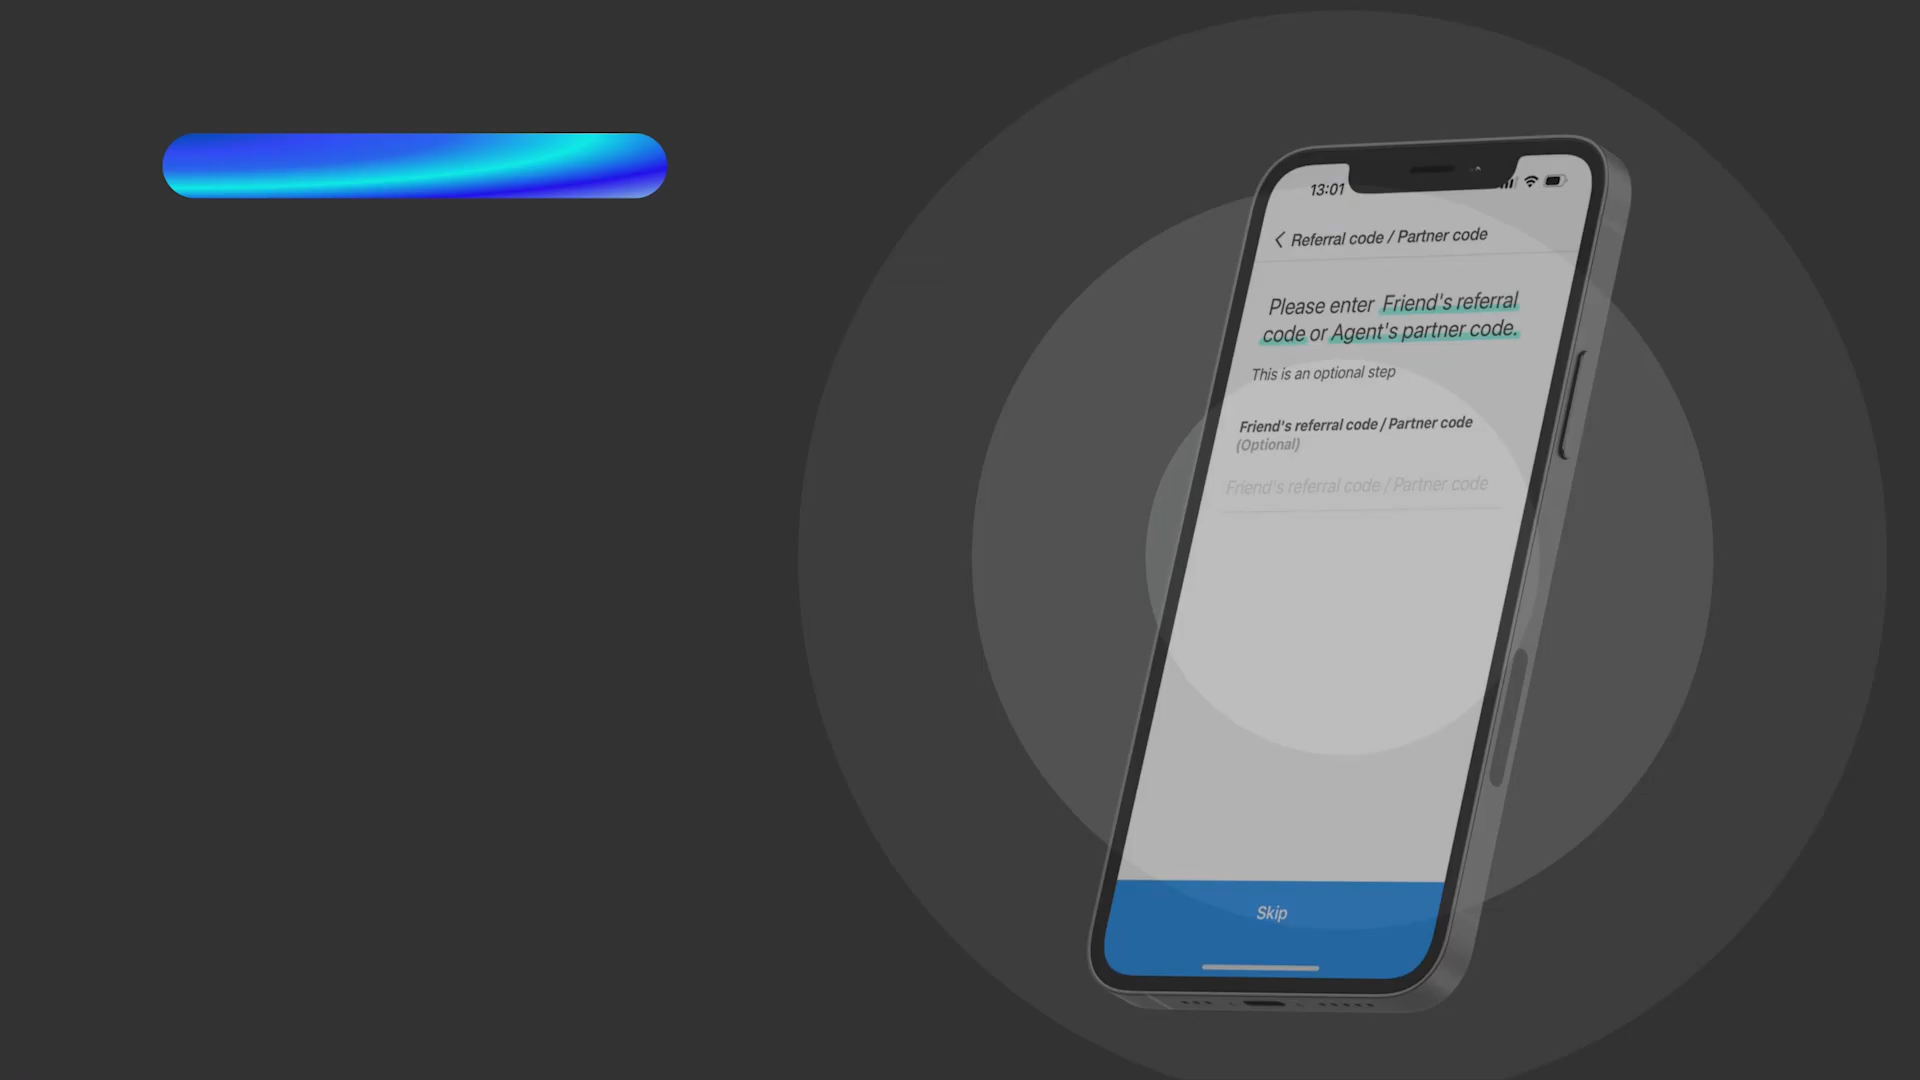 13:01
Referral code / Partner code
Please enter Friend's referral
code or Agent's partner code.
This is an optional step
Friend's referral code / Partner code
(Optional)
Friend's referral code / Partner code
Skip